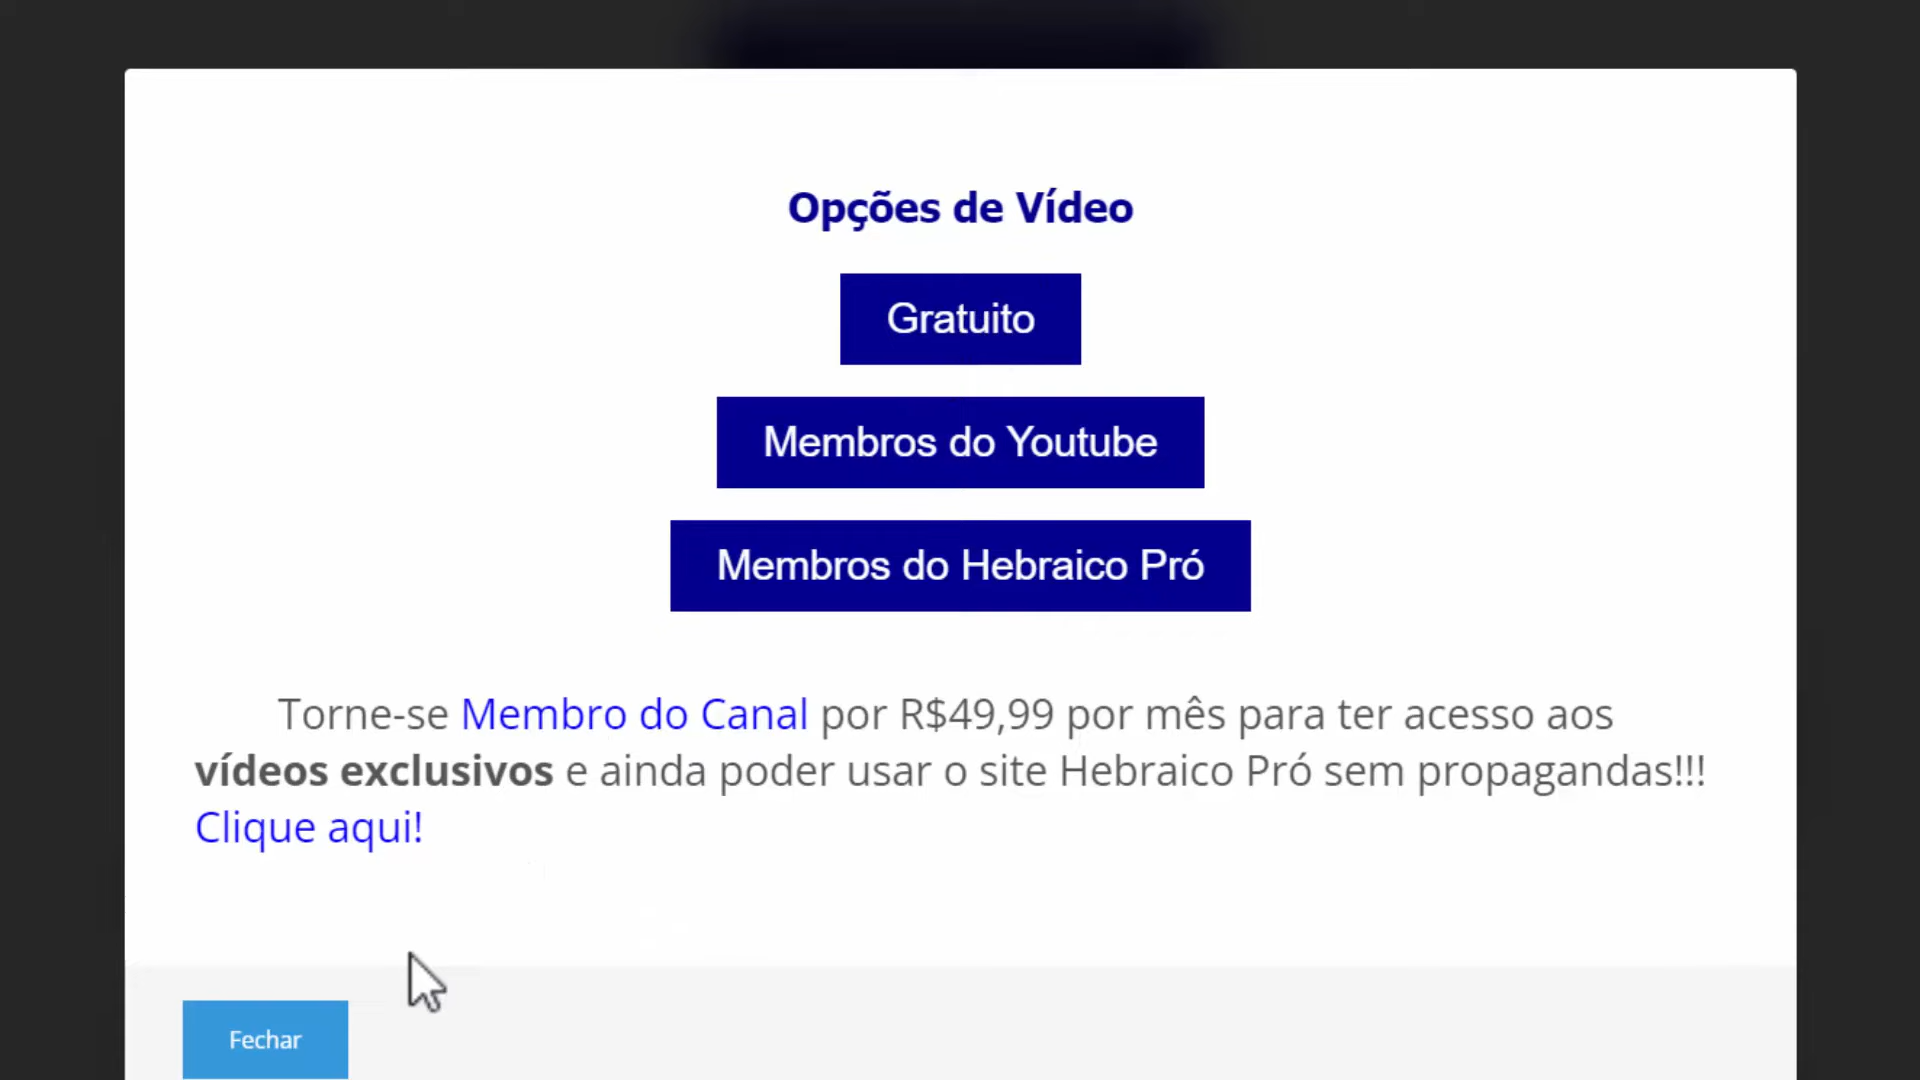 Opções de Vídeo
Gratuito
Membros do Youtube
Membros do Hebraico Pró
Torne-se Membro do Canal por R$49,99 por mês para ter acesso aos
vídeos exclusivos e ainda poder usar o site Hebraico Pró sem propagandas!!!
Clique aqui!
Fechar